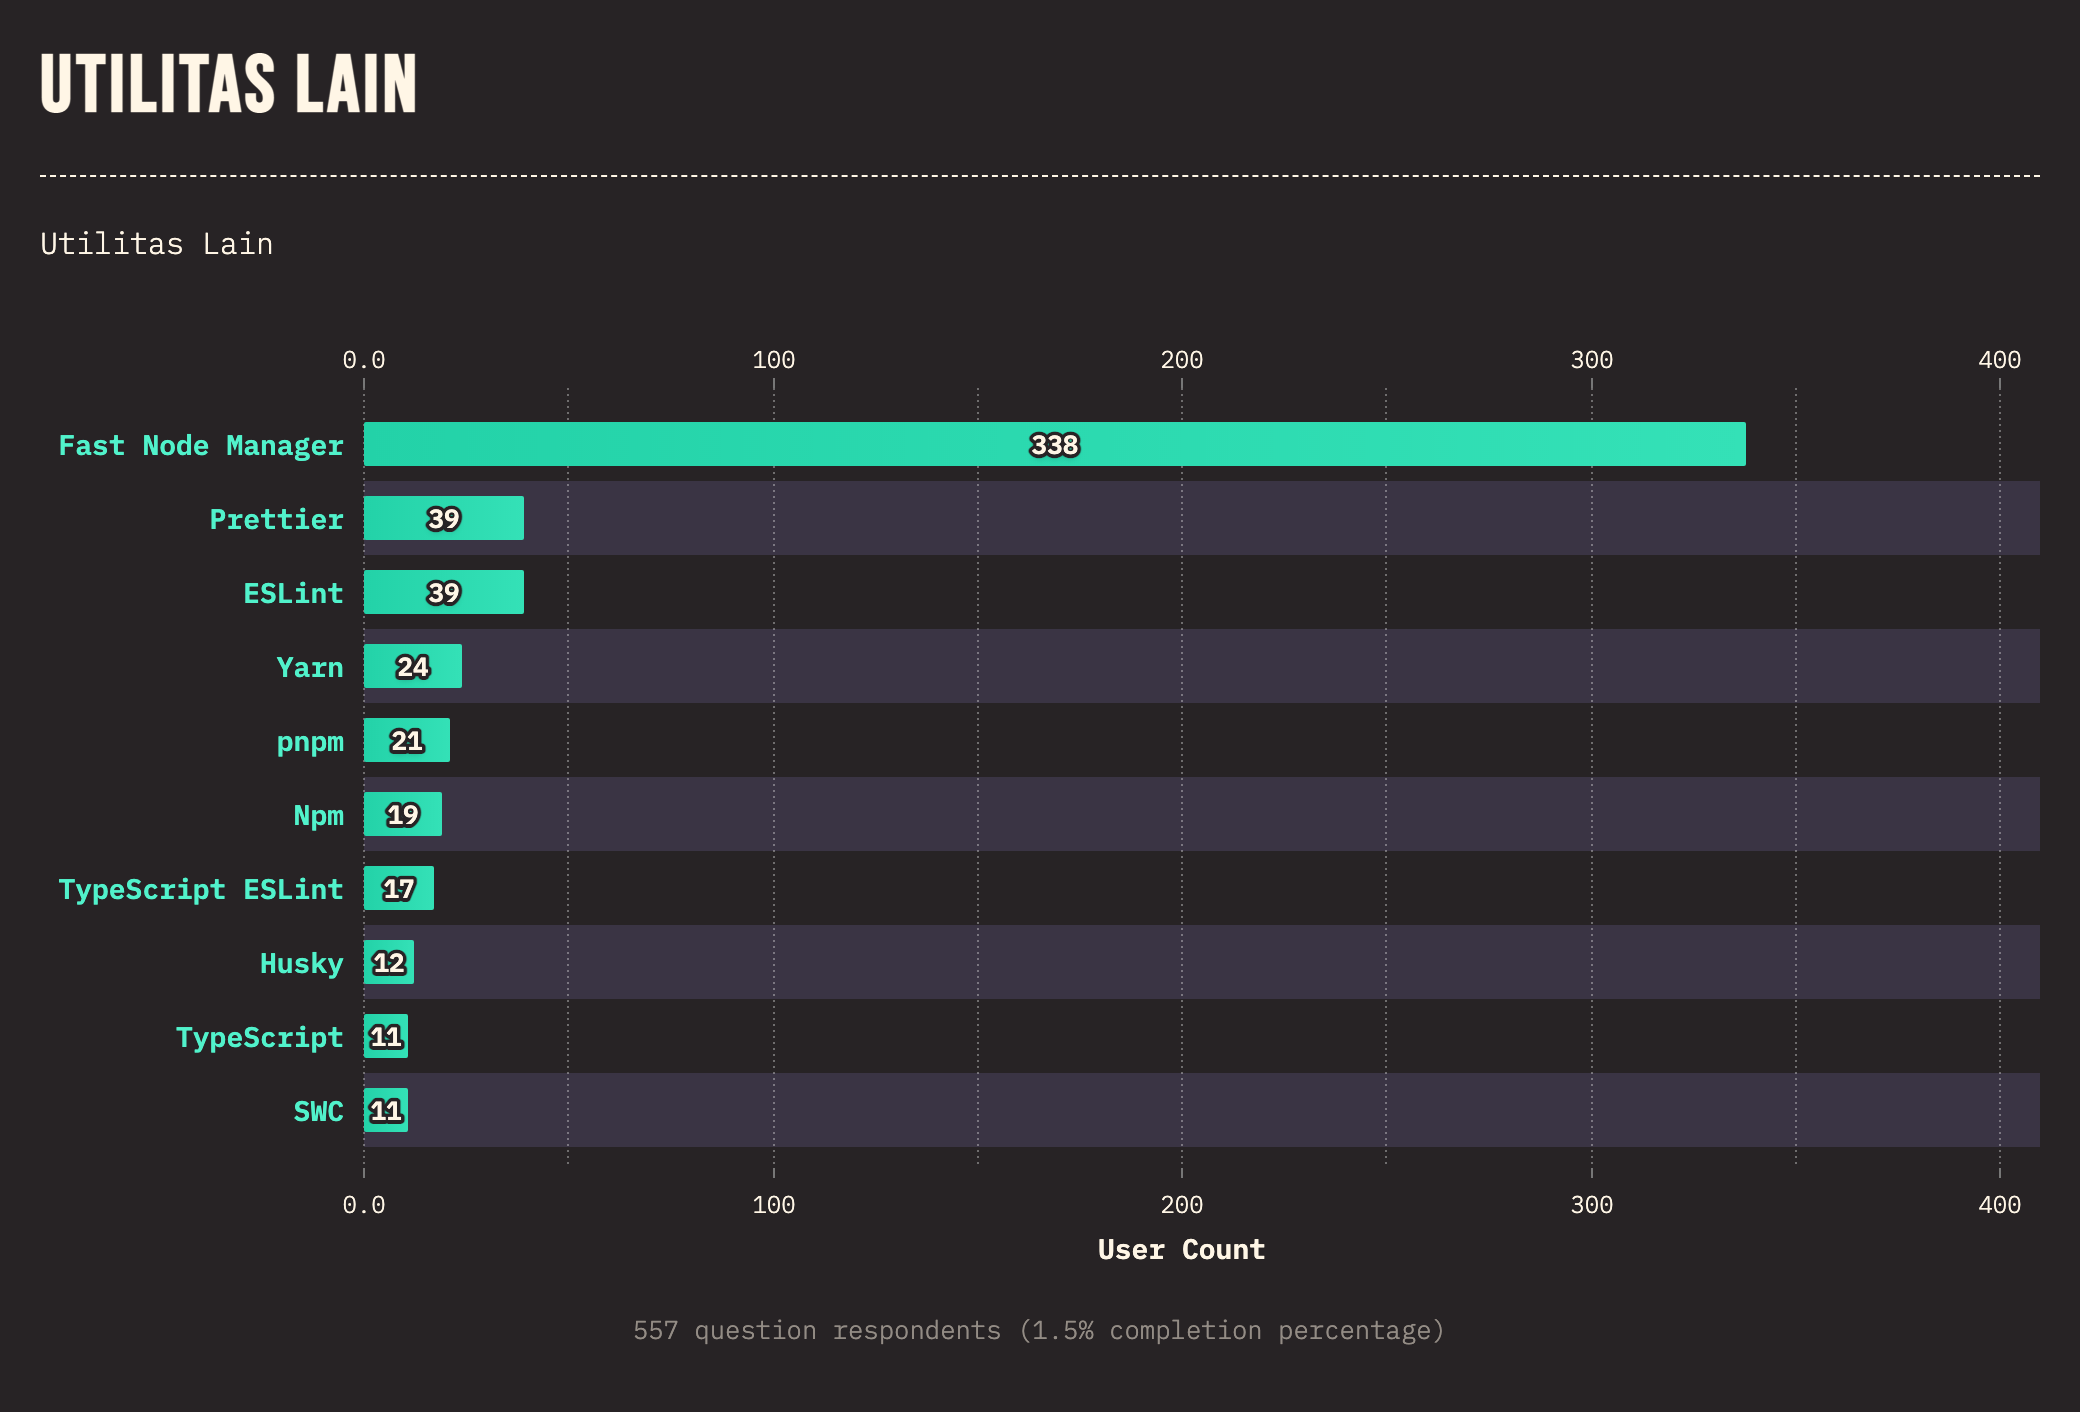 UTILITAS LAIN
Utilitas Lain
0.0 100 200 300 400
Fast Node Manager 338
Prettier 39
ESLint 39
Yarn 24
pnpm 21
Npm 19
TypeScript ESLint 17
Husky 12
TypeScript 11
SWC 11
0.0 100 200 300 400
User Count
557 question respondents (1.5% completion percentage)